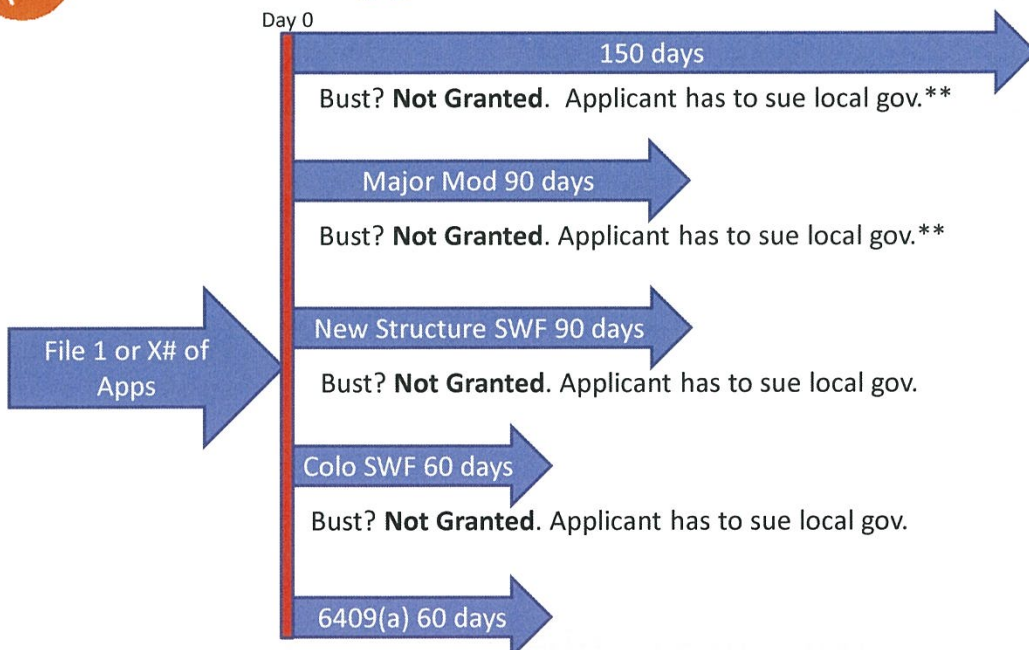 Day 0
150 days
Bust? Not Granted. Applicant has to sue local gov.**
Major Mod 90 days
Bust? Not Granted. Applicant has to sue local gov.**
New Structure SWF 90 days
File 1 or X# of
Apps
Bust? Not Granted. Applicant has to sue local gov.
Colo SWF 60 days
Bust? Not Granted. Applicant has to sue local gov.
6409(a) 60 days